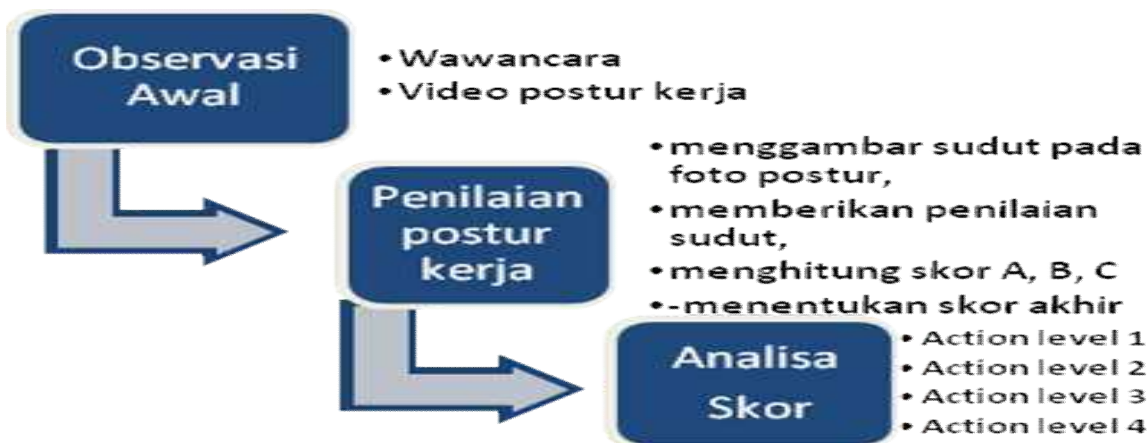 Observasi
Awal
• Wawancara
• Video postur kerja
Penilaian
postur
kerja
• menggambar sudut pada
foto postur,
• memberikan penilaian
sudut,
• menghitung skor A, B, C
• -menentukan skor akhir
Analisa
Skor
• Action level 1
• Action level 2
• Action level 3
• Action level 4